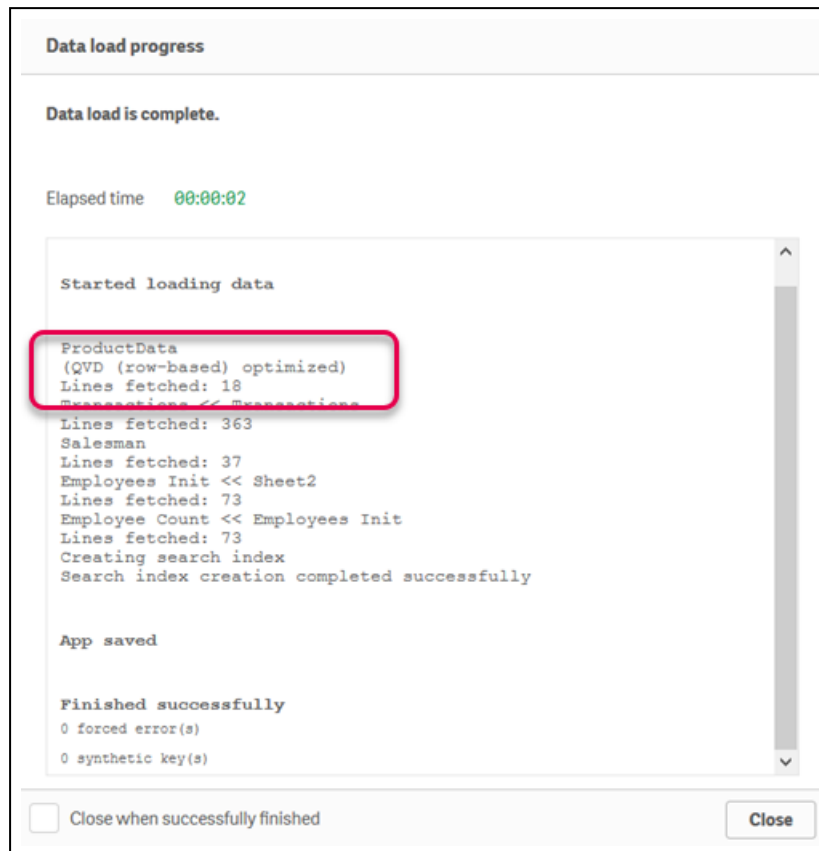 Data load progress
Data load is complete.
Elapsed time 00:00:02
Started loading data
ProductData
(QVD (row-based) optimized)
Lines fetched: 18
Transactions << Transactions
Lines fetched: 363
Salesman
Lines fetched: 37
Employees Init << Sheet2
Lines fetched: 73
Employee Count << Employees Init
Lines fetched: 73
Creating search index
Search index creation completed successfully
App saved
Finished successfully
0 forced error(s)
0 synthetic key(s)
Close when successfully finished
Close